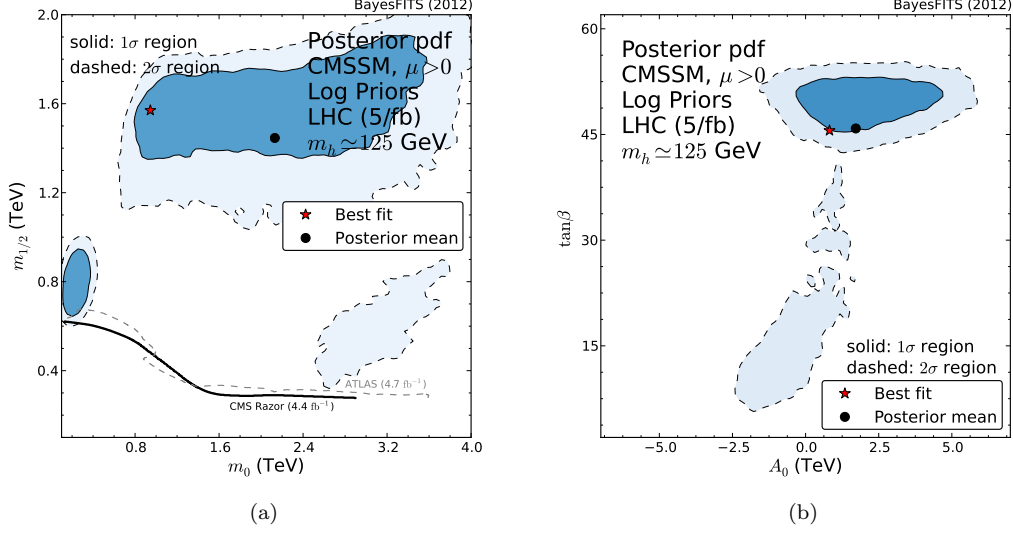 BayesFITS (2012)
solid: 1σ region
dashed: 2σ region
Posterior pdf
CMSSM, μ >0
Log Priors
LHC (5/fb)
m_h ≃125 GeV
Best fit
Posterior mean
ATLAS (4.7 fb⁻¹)
CMS Razor (4.4 fb⁻¹)
2.0
1.6
1.2
0.8
0.4
m_{1/2} (TeV)
0.8
1.6
2.4
3.2
4.0
m_0 (TeV)
(a)
BayesFITS (2012)
Posterior pdf
CMSSM, μ >0
Log Priors
LHC (5/fb)
m_h ≃125 GeV
solid: 1σ region
dashed: 2σ region
Best fit
Posterior mean
60
45
30
15
tanβ
−5.0
−2.5
0.0
2.5
5.0
A_0 (TeV)
(b)